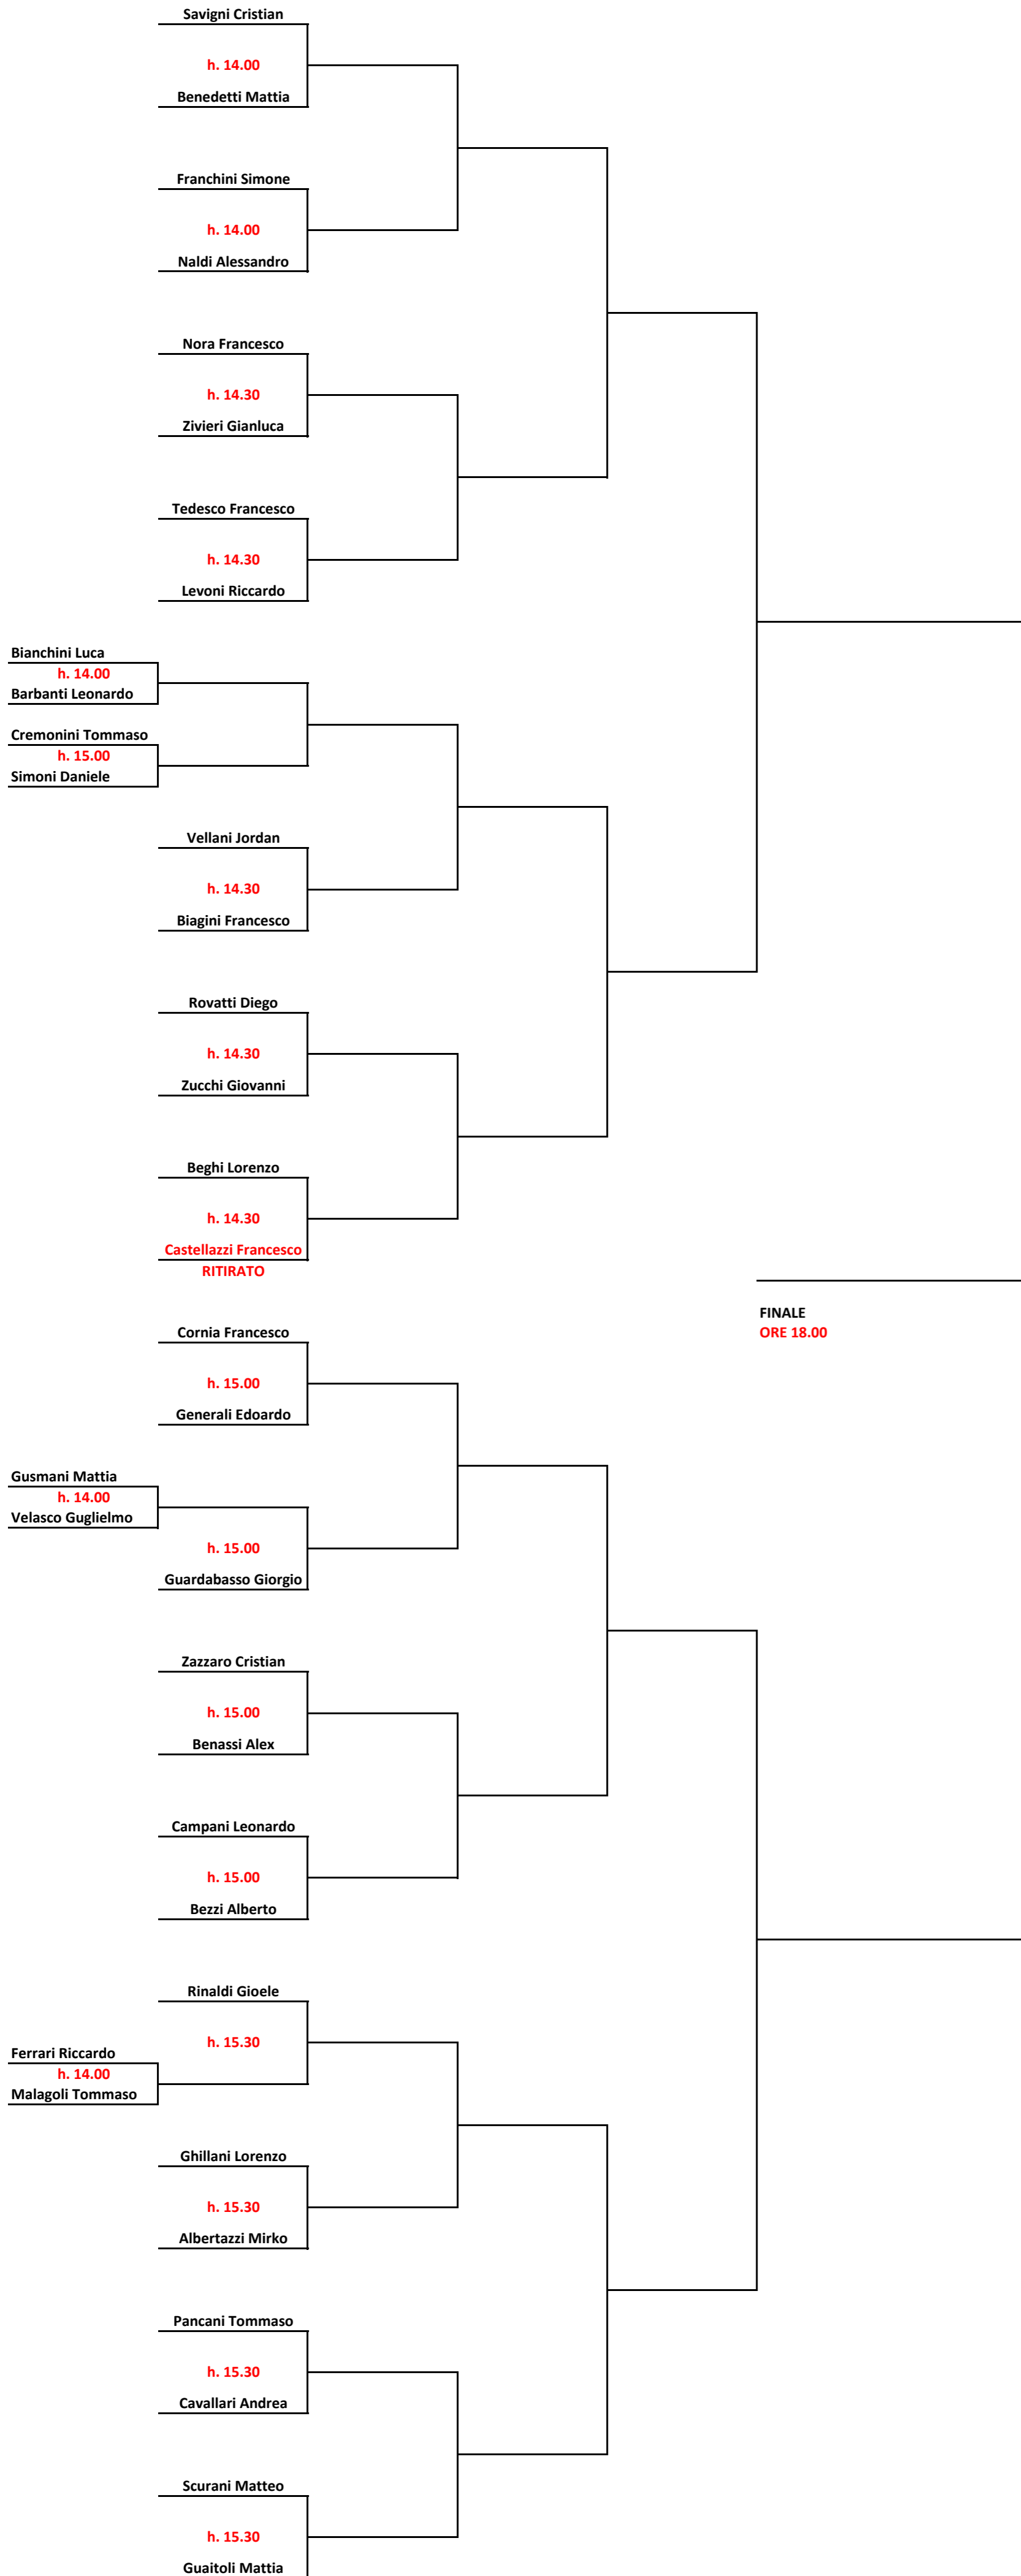 Savigni Cristian
h. 14.00
Benedetti Mattia
Franchini Simone
h. 14.00
Naldi Alessandro
Nora Francesco
h. 14.30
Zivieri Gianluca
Tedesco Francesco
h. 14.30
Levoni Riccardo
Bianchini Luca
h. 14.00
Barbanti Leonardo
Cremonini Tommaso
h. 15.00
Simoni Daniele
Vellani Jordan
h. 14.30
Biagini Francesco
Rovatti Diego
h. 14.30
Zucchi Giovanni
Beghi Lorenzo
h. 14.30
Castellazzi Francesco
RITIRATO
FINALE
ORE 18.00
Cornia Francesco
h. 15.00
Generali Edoardo
Gusmani Mattia
h. 14.00
Velasco Guglielmo
h. 15.00
Guardabasso Giorgio
Zazzaro Cristian
h. 15.00
Benassi Alex
Campani Leonardo
h. 15.00
Bezzi Alberto
Rinaldi Gioele
h. 15.30
Ferrari Riccardo
h. 14.00
Malagoli Tommaso
Ghillani Lorenzo
h. 15.30
Albertazzi Mirko
Pancani Tommaso
h. 15.30
Cavallari Andrea
Scurani Matteo
h. 15.30
Guaitoli Mattia